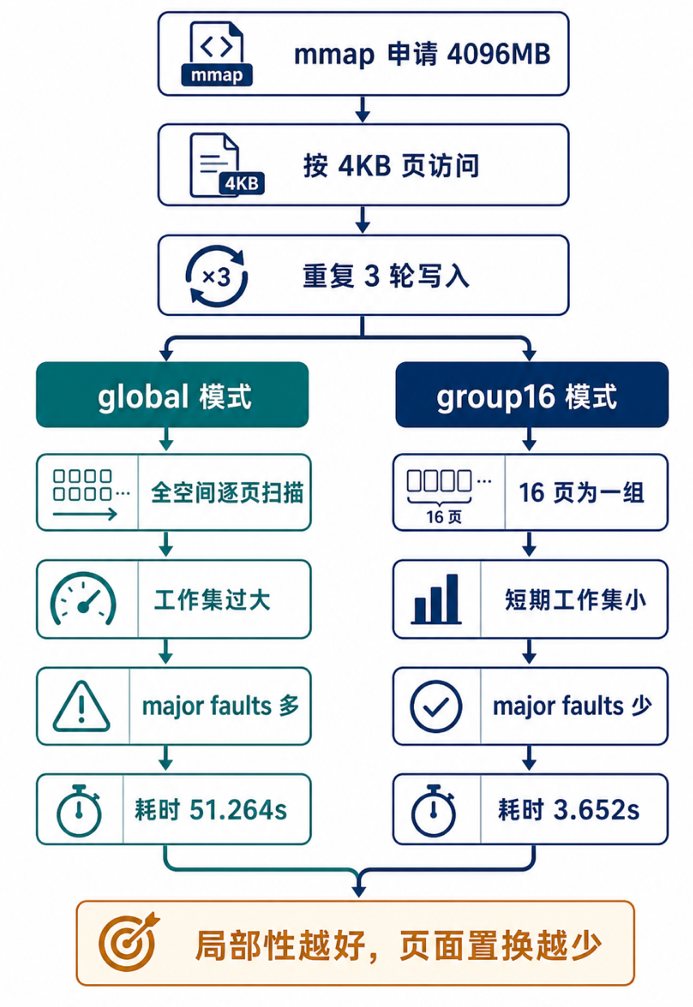 mmap
mmap 申请 4096MB
4KB
按 4KB 页访问
×3
重复 3 轮写入
global 模式
group16 模式
...
全空间逐页扫描
...
16 页
16 页为一组
工作集过大
短期工作集小
major faults 多
major faults 少
耗时 51.264s
耗时 3.652s
局部性越好，页面置换越少